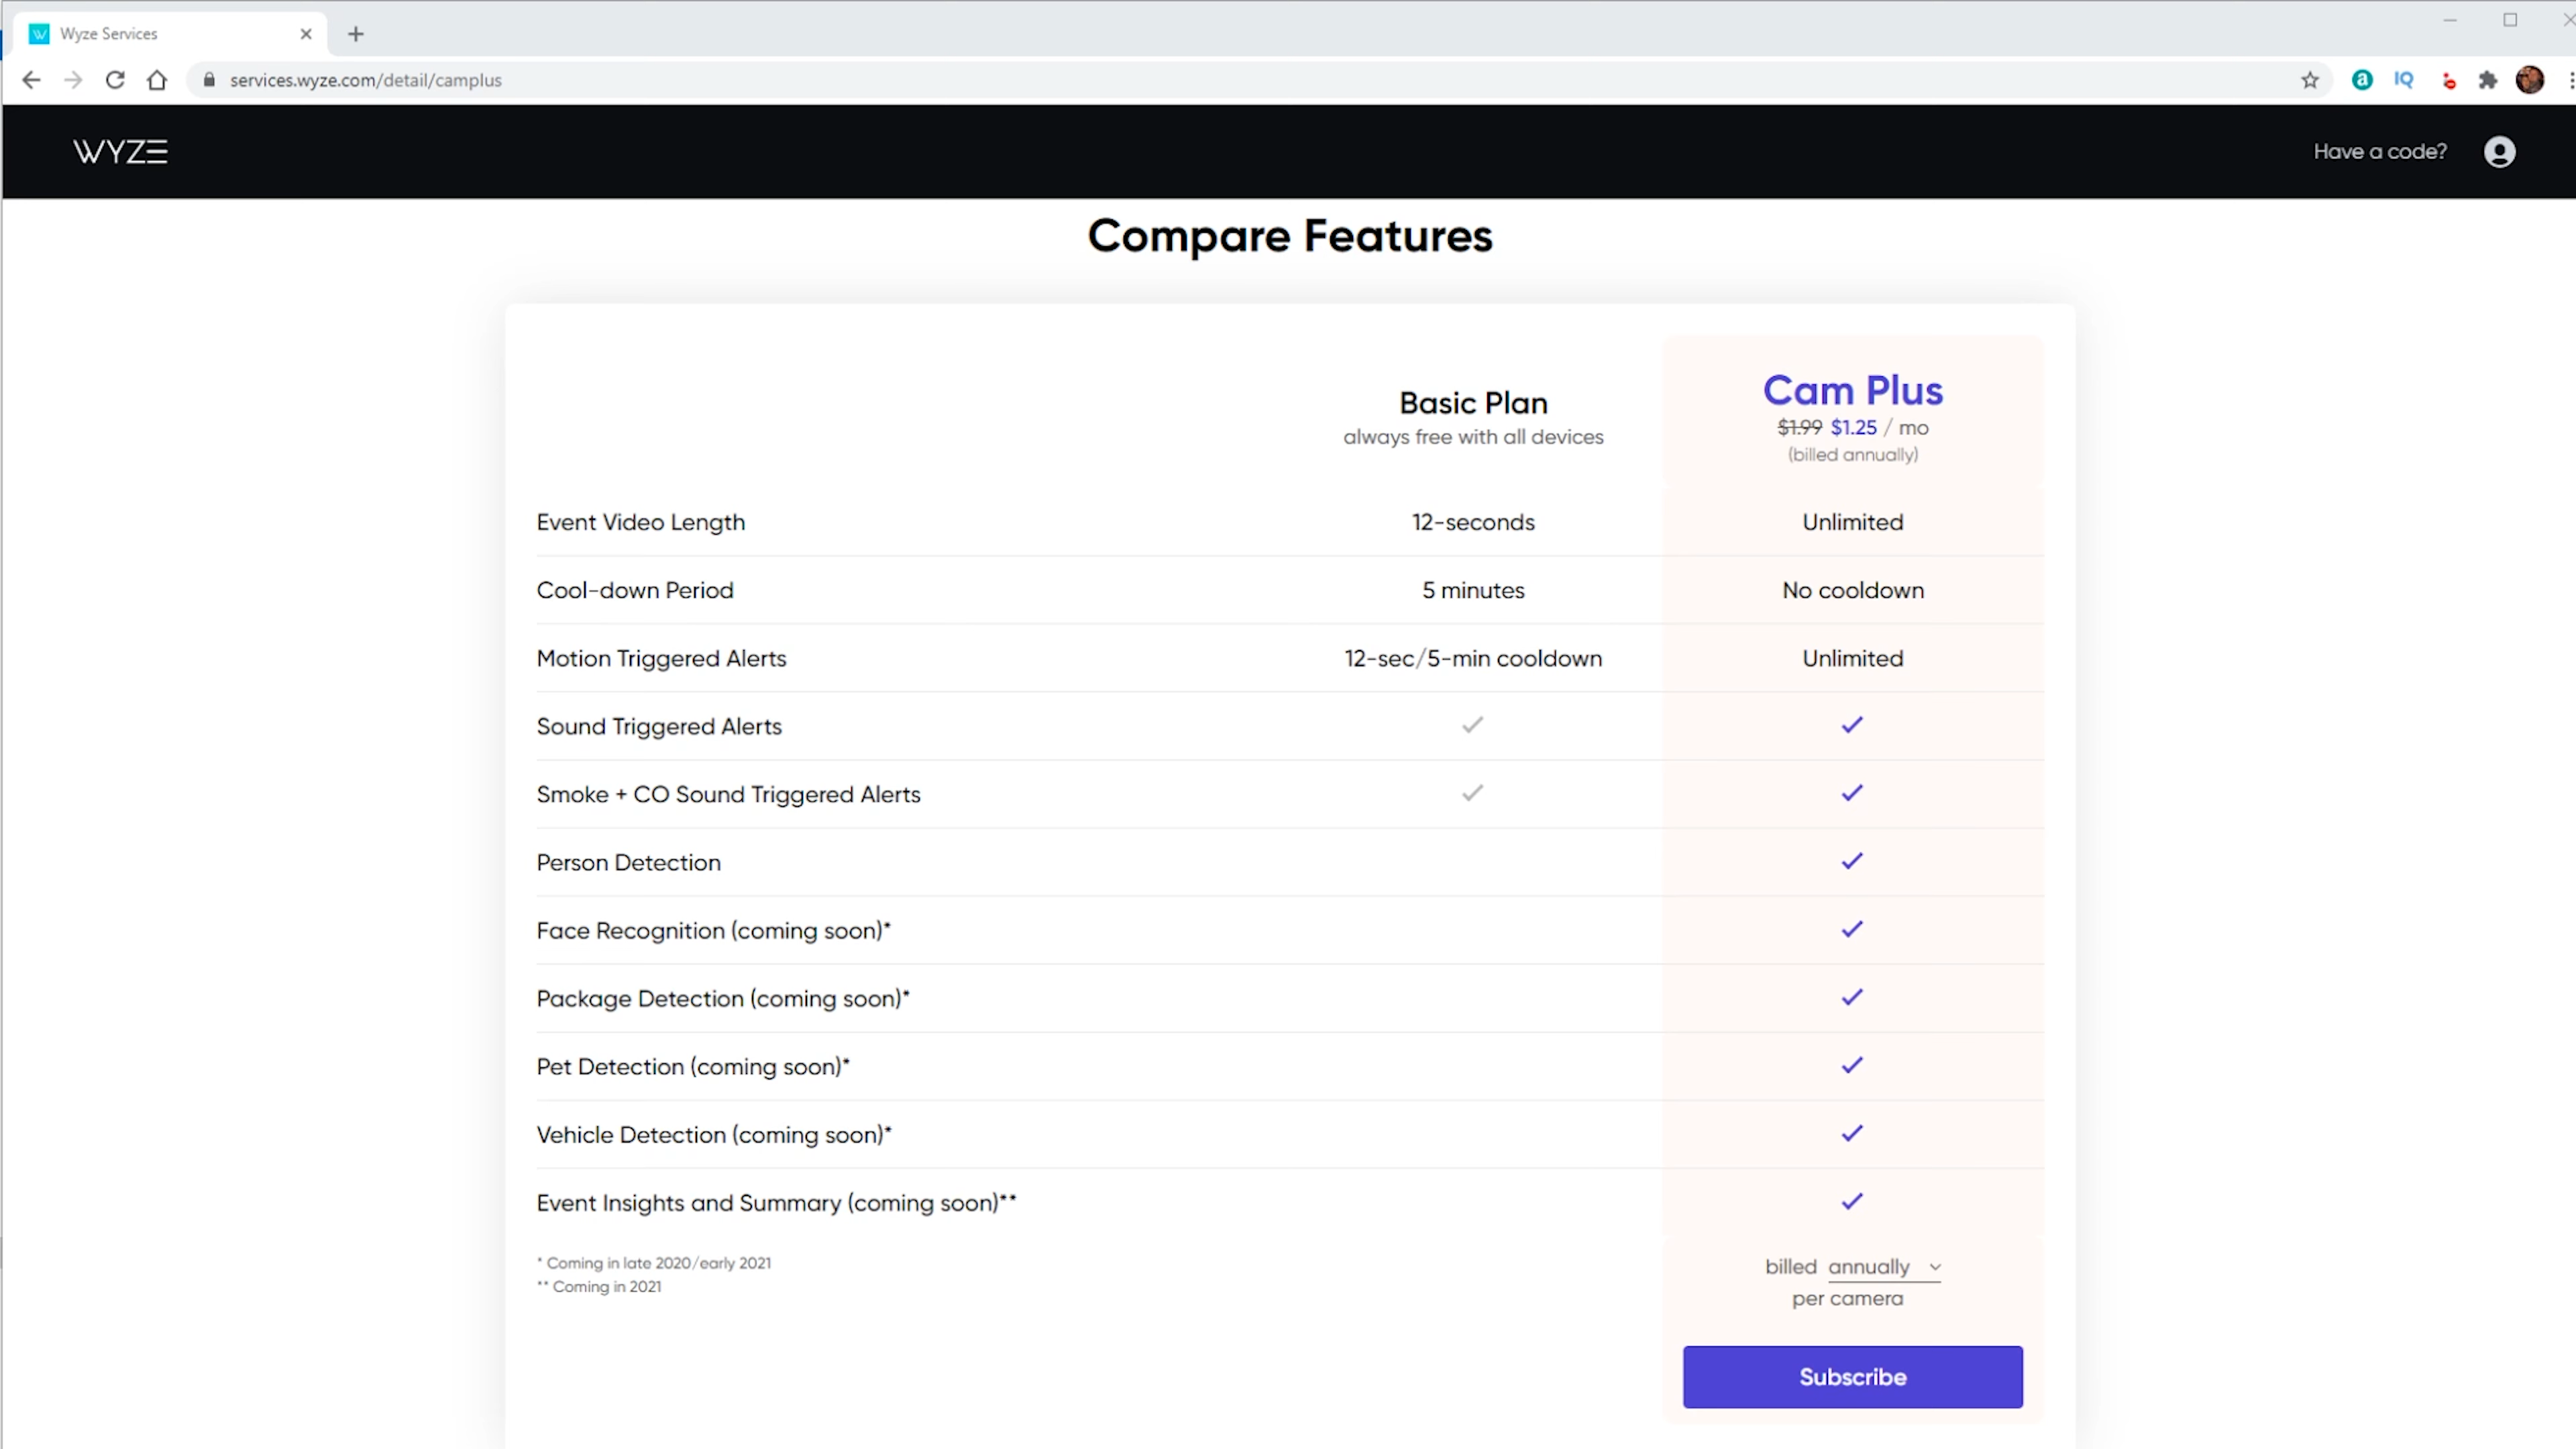 Wyze Services
services.wyze.com/detail/camplus
IQ
WYZE
Have a code?
Compare Features
Basic Plan
always free with all devices
Cam Plus
$1.99 $1.25 / mo
(billed annually)
Event Video Length 12-seconds Unlimited
Cool-down Period 5 minutes No cooldown
Motion Triggered Alerts 12-sec/5-min cooldown Unlimited
Sound Triggered Alerts
Smoke + CO Sound Triggered Alerts
Person Detection
Face Recognition (coming soon)*
Package Detection (coming soon)*
Pet Detection (coming soon)*
Vehicle Detection (coming soon)*
Event Insights and Summary (coming soon)**
* Coming in late 2020/early 2021
** Coming in 2021
billed annually
per camera
Subscribe